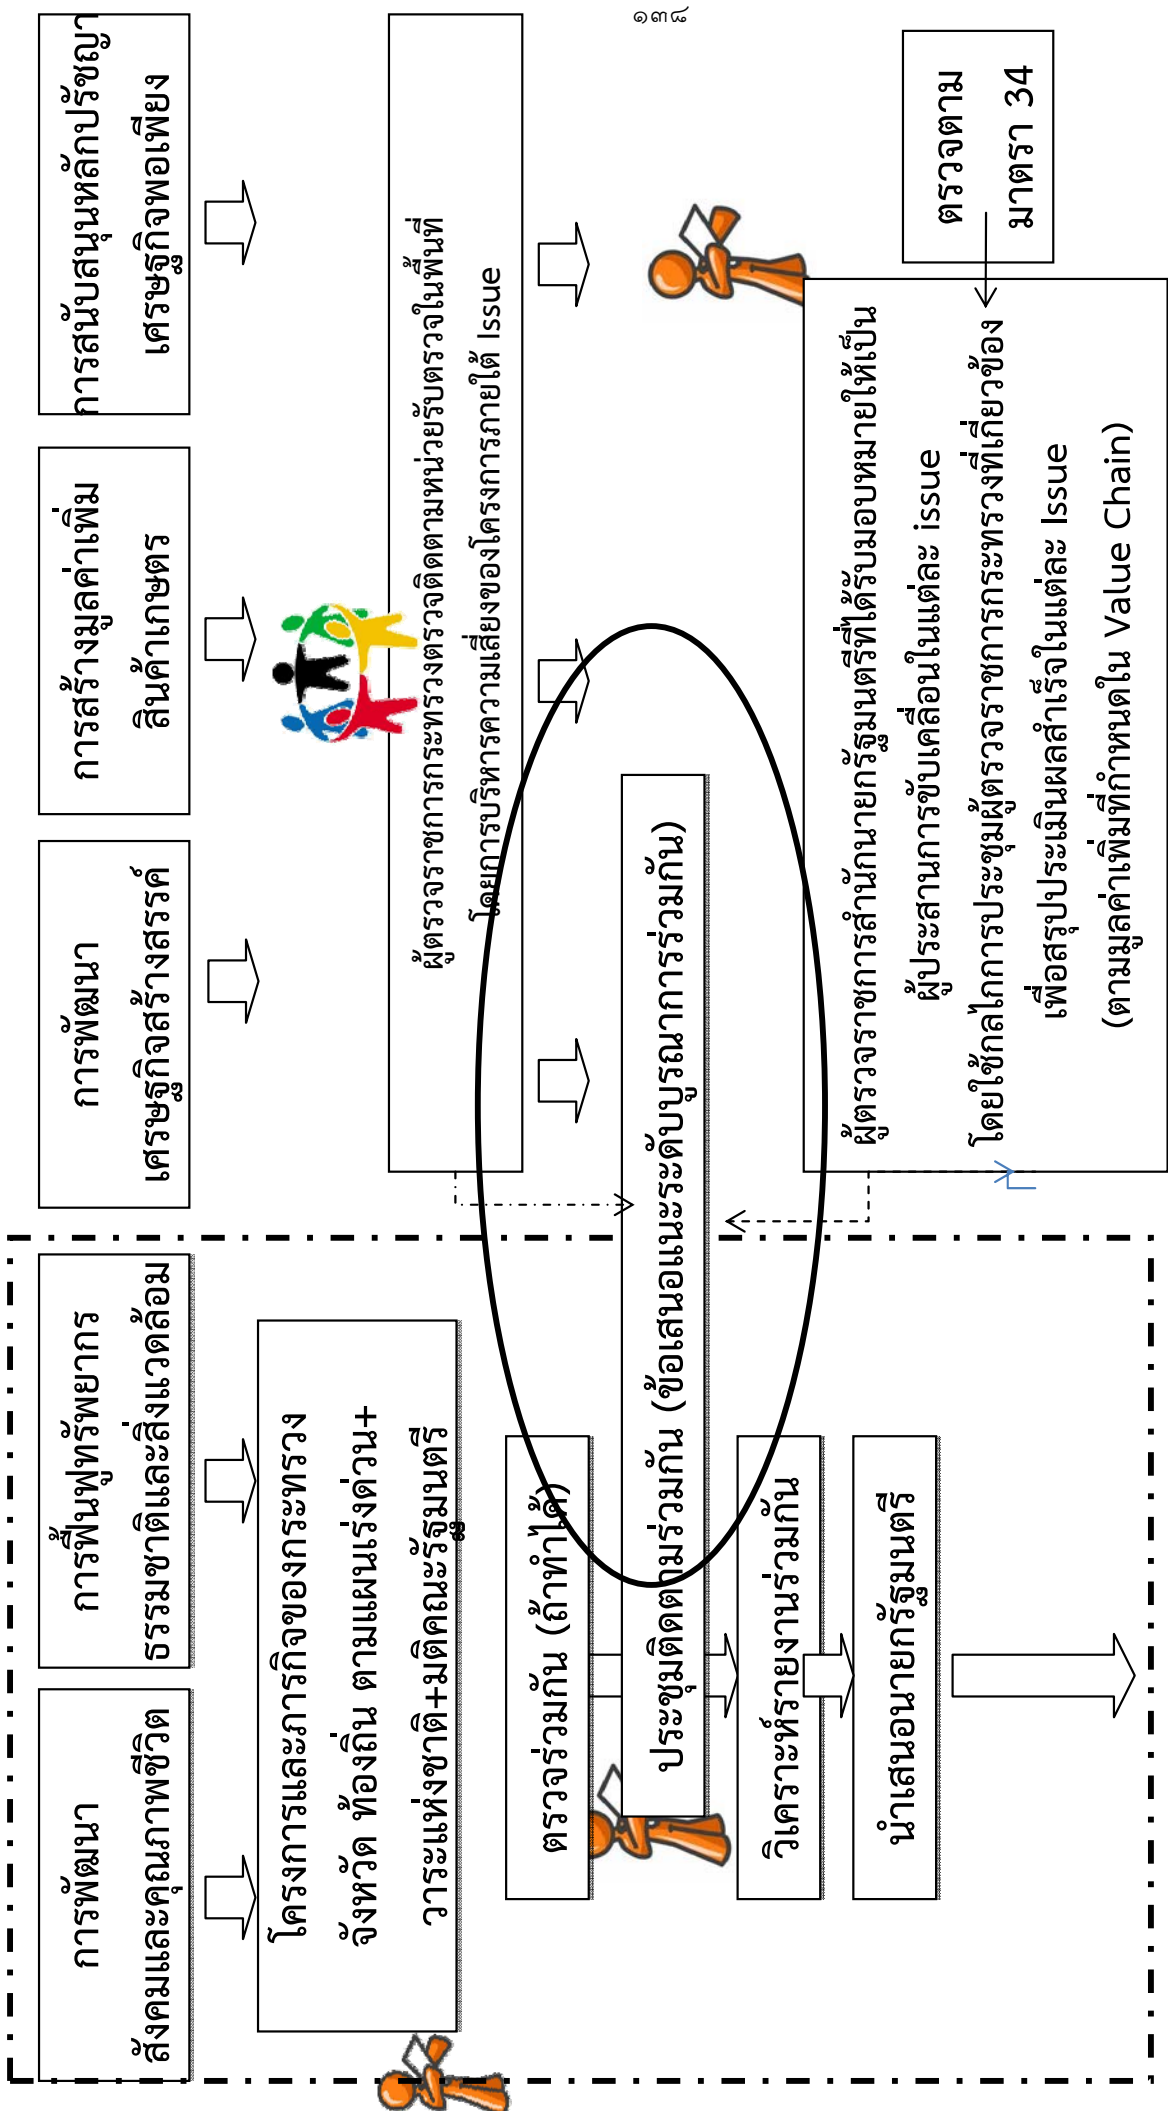 ๑๓๘
การพัฒนา
สังคมและคุณภาพชีวิต
การฟื้นฟูทรัพยากร
ธรรมชาติและสิ่งแวดล้อม
การพัฒนา
เศรษฐกิจสร้างสรรค์
การสร้างมูลค่าเพิ่ม
สินค้าเกษตร
การสนับสนุนหลักปรัชญา
เศรษฐกิจพอเพียง
โครงการและภารกิจของกระทรวง
จังหวัด ท้องถิ่น ตามแผนเร่งด่วน+
วาระแห่งชาติ+มติคณะรัฐมนตรี
ผู้ตรวจราชการกระทรวงตรวจติดตามหน่วยรับตรวจในพื้นที่
โดยการบริหารความเสี่ยงของโครงการภายใต้ Issue
ตรวจร่วมกัน (ถ้าทำได้)
ประชุมติดตามร่วมกัน (ข้อเสนอแนะระดับบูรณาการร่วมกัน)
วิเคราะห์รายงานร่วมกัน
นำเสนอนายกรัฐมนตรี
ผู้ตรวจราชการสำนักนายกรัฐมนตรีที่ได้รับมอบหมายให้เป็น
ผู้ประสานการขับเคลื่อนในแต่ละ issue
โดยใช้กลไกการประชุมผู้ตรวจราชการกระทรวงที่เกี่ยวข้อง
เพื่อสรุปประเมินผลสำเร็จในแต่ละ Issue
(ตามมูลค่าเพิ่มที่กำหนดใน Value Chain)
ตรวจตาม
มาตรา 34